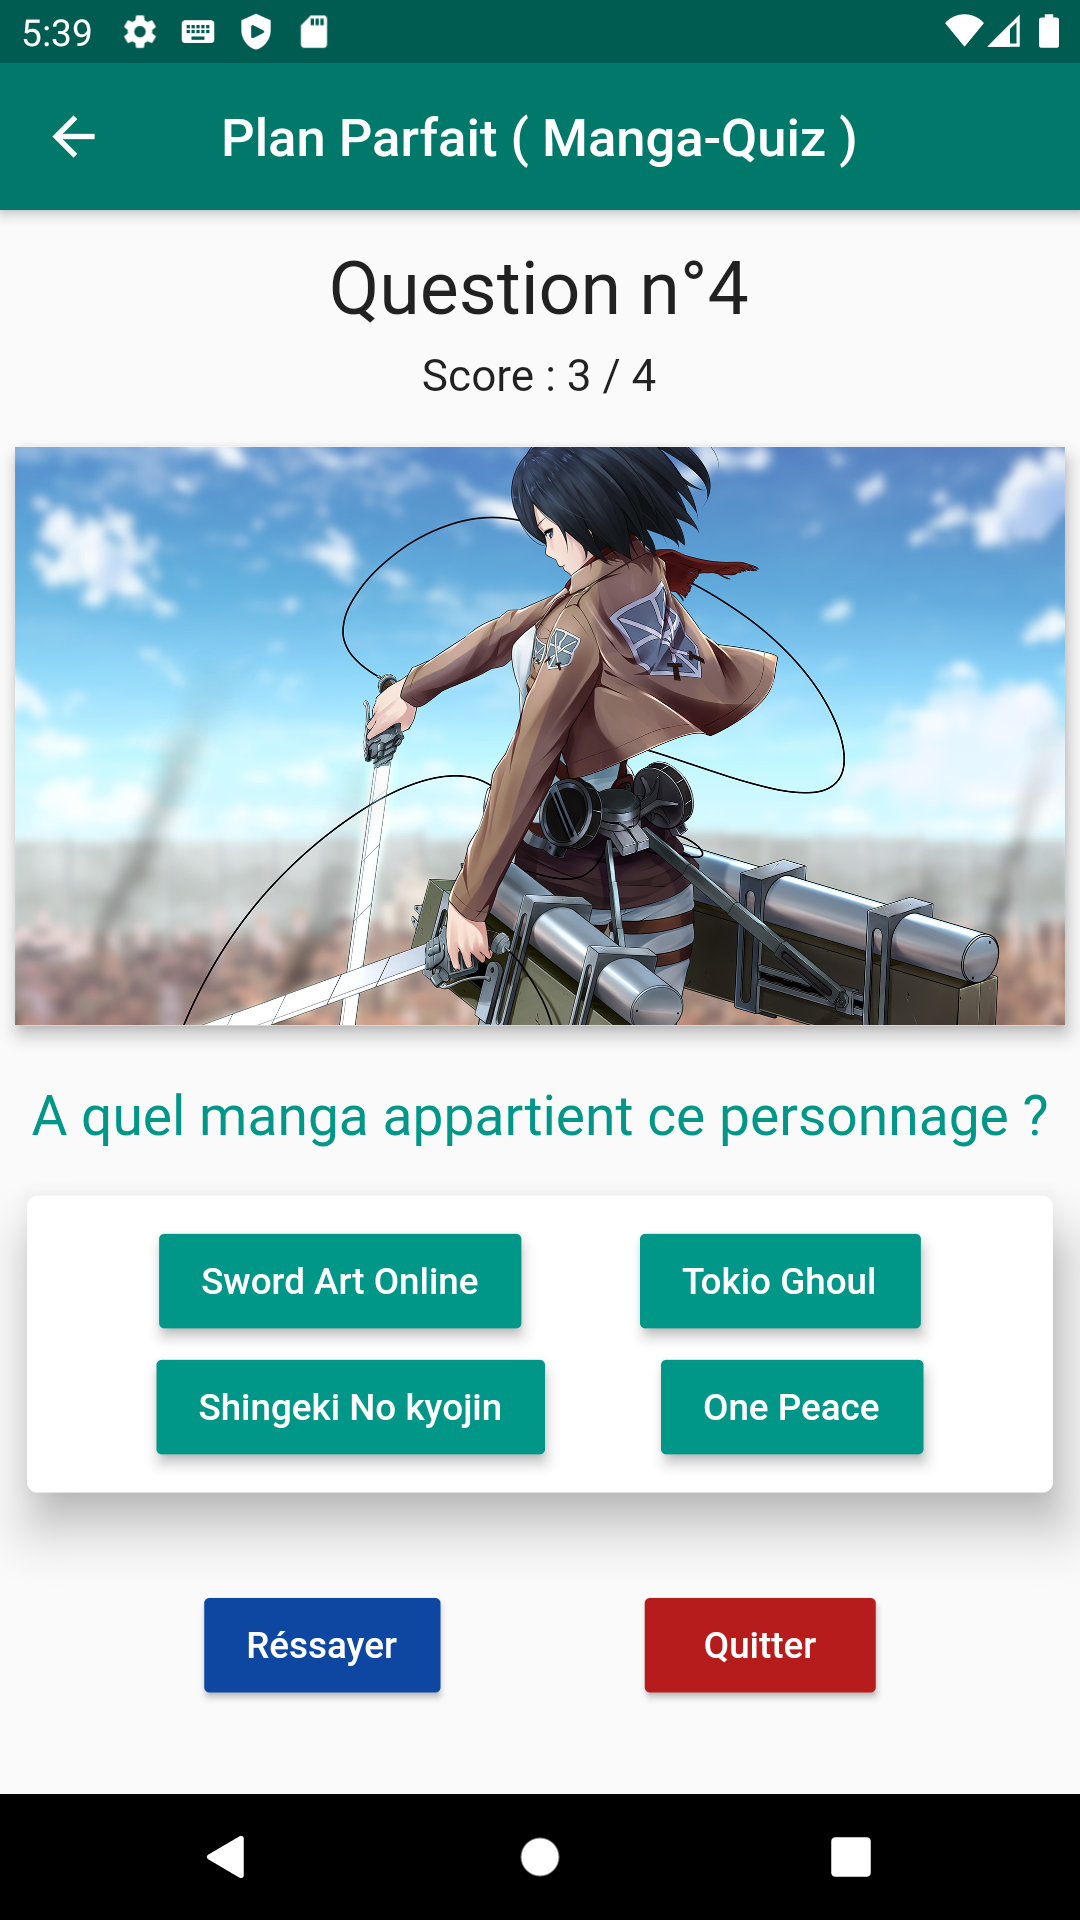 5:39
Plan Parfait ( Manga-Quiz )
Question n°4
Score : 3 / 4
A quel manga appartient ce personnage ?
Sword Art Online
Tokio Ghoul
Shingeki No kyojin
One Peace
Réssayer
Quitter